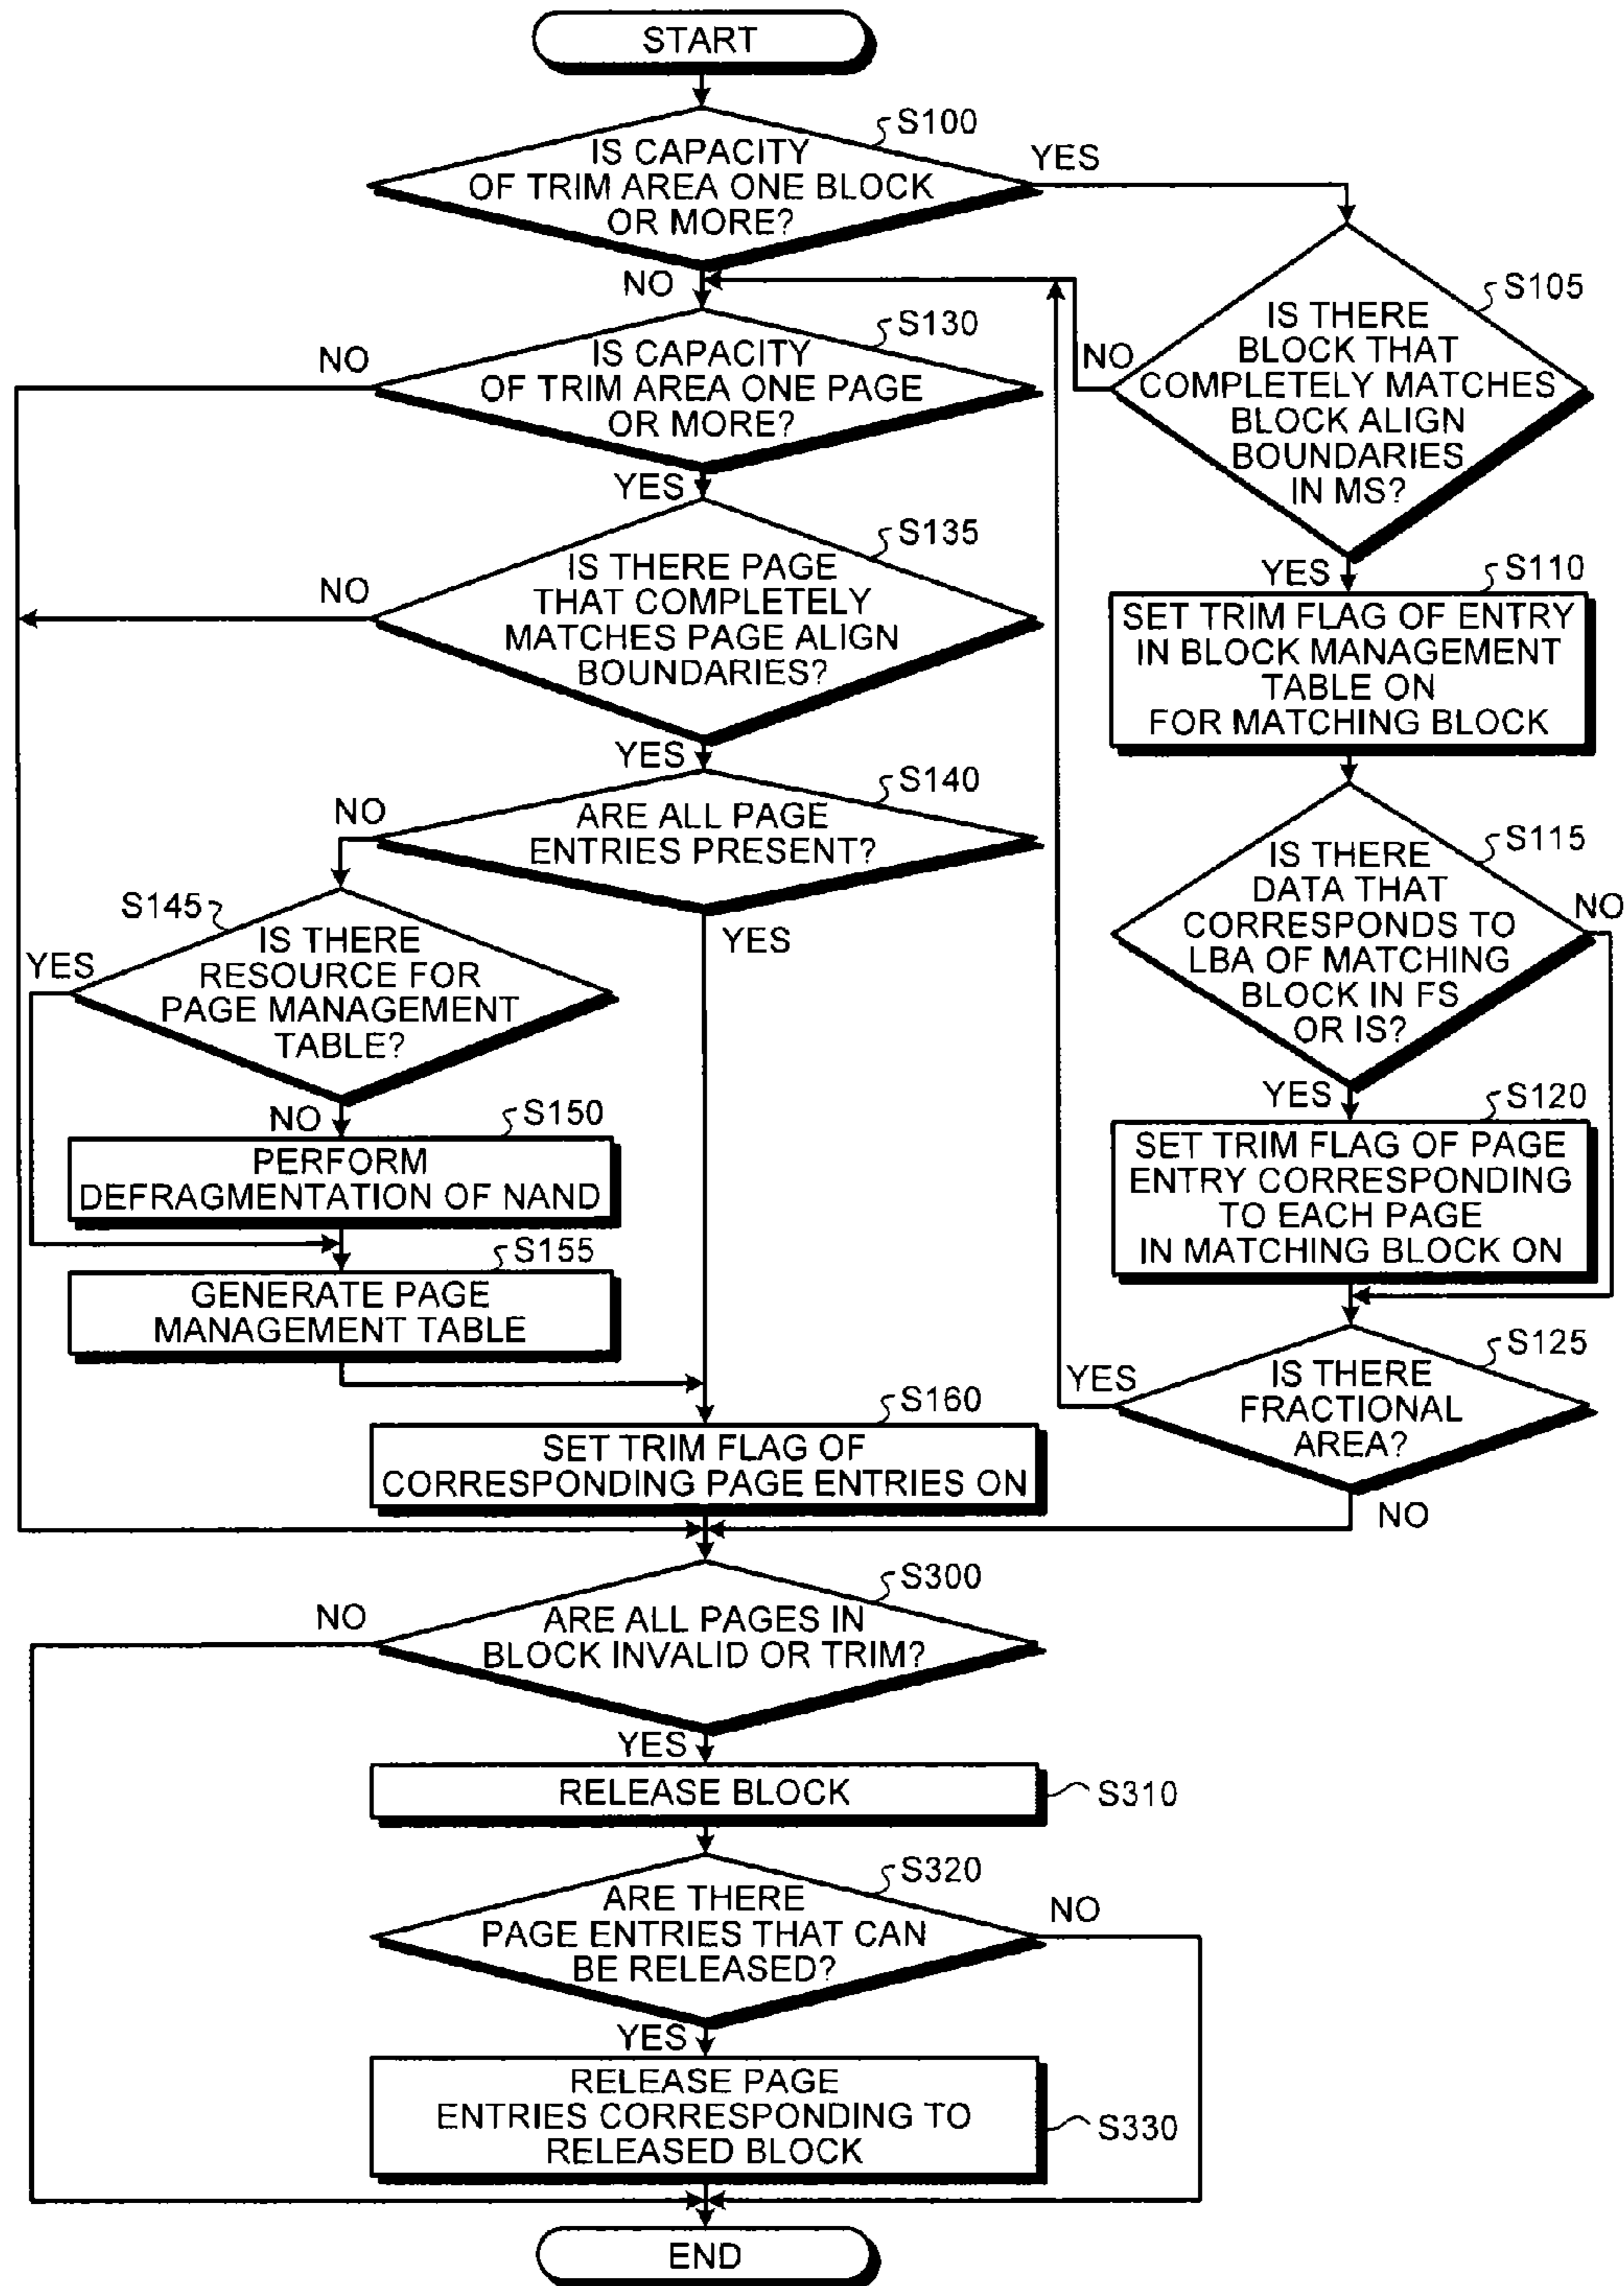 START
S100
IS CAPACITY
OF TRIM AREA ONE BLOCK
OR MORE?
YES
NO
S105
IS THERE
BLOCK THAT
COMPLETELY MATCHES
BLOCK ALIGN
BOUNDARIES
IN MS?
NO
YES
S130
IS CAPACITY
OF TRIM AREA ONE PAGE
OR MORE?
NO
YES
S135
IS THERE PAGE
THAT COMPLETELY
MATCHES PAGE ALIGN
BOUNDARIES?
NO
YES
S110
SET TRIM FLAG OF ENTRY
IN BLOCK MANAGEMENT
TABLE ON
FOR MATCHING BLOCK
S140
ARE ALL PAGE
ENTRIES PRESENT?
NO
YES
S115
IS THERE
DATA THAT
CORRESPONDS TO
LBA OF MATCHING
BLOCK IN FS
OR IS?
NO
YES
S145
IS THERE
RESOURCE FOR
PAGE MANAGEMENT
TABLE?
YES
NO
S150
PERFORM
DEFRAGMENTATION OF NAND
S120
SET TRIM FLAG OF PAGE
ENTRY CORRESPONDING
TO EACH PAGE
IN MATCHING BLOCK ON
S155
GENERATE PAGE
MANAGEMENT TABLE
S125
IS THERE
FRACTIONAL
AREA?
YES
NO
S160
SET TRIM FLAG OF
CORRESPONDING PAGE ENTRIES ON
S300
ARE ALL PAGES IN
BLOCK INVALID OR TRIM?
NO
YES
RELEASE BLOCK
S310
S320
ARE THERE
PAGE ENTRIES THAT CAN
BE RELEASED?
NO
YES
RELEASE PAGE
ENTRIES CORRESPONDING TO
RELEASED BLOCK
S330
END